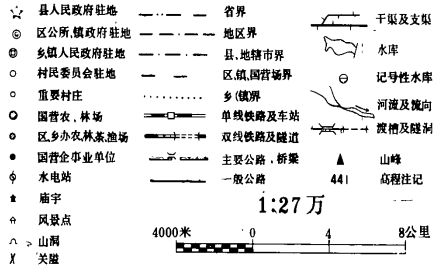 县人民政府驻地
区公所,镇政府驻地
乡镇人民政府驻地
村民委员会驻地
重要村庄
国营农、林场
区,乡办农,林,茶,渔场
国营企事业单位
水电站
庙宇
风景点
山洞
关隘
省界
地区界
县、地辖市界
区,镇,国营场界
乡(镇)界
单线铁路及车站
双线铁路及隧道
主要公路,桥梁
一般公路
干渠及支渠
水库
记号性水库
河流及流向
渡槽及隧洞
山峰
441 高程注记
1:27万
4000米 0 4 8公里